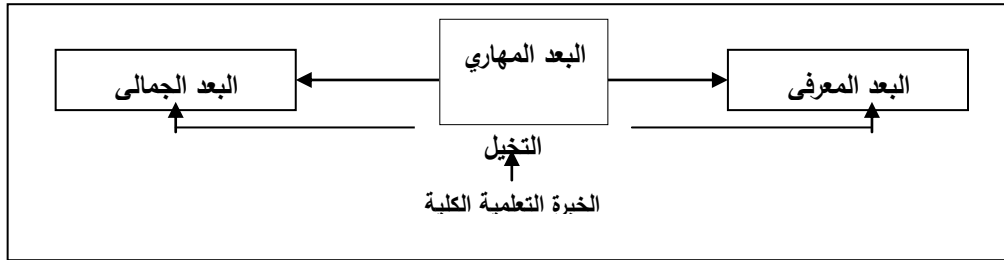 البعد المهاري
البعد المعرفى
البعد الجمالى
التخيل
الخبرة التعلمية الكلية